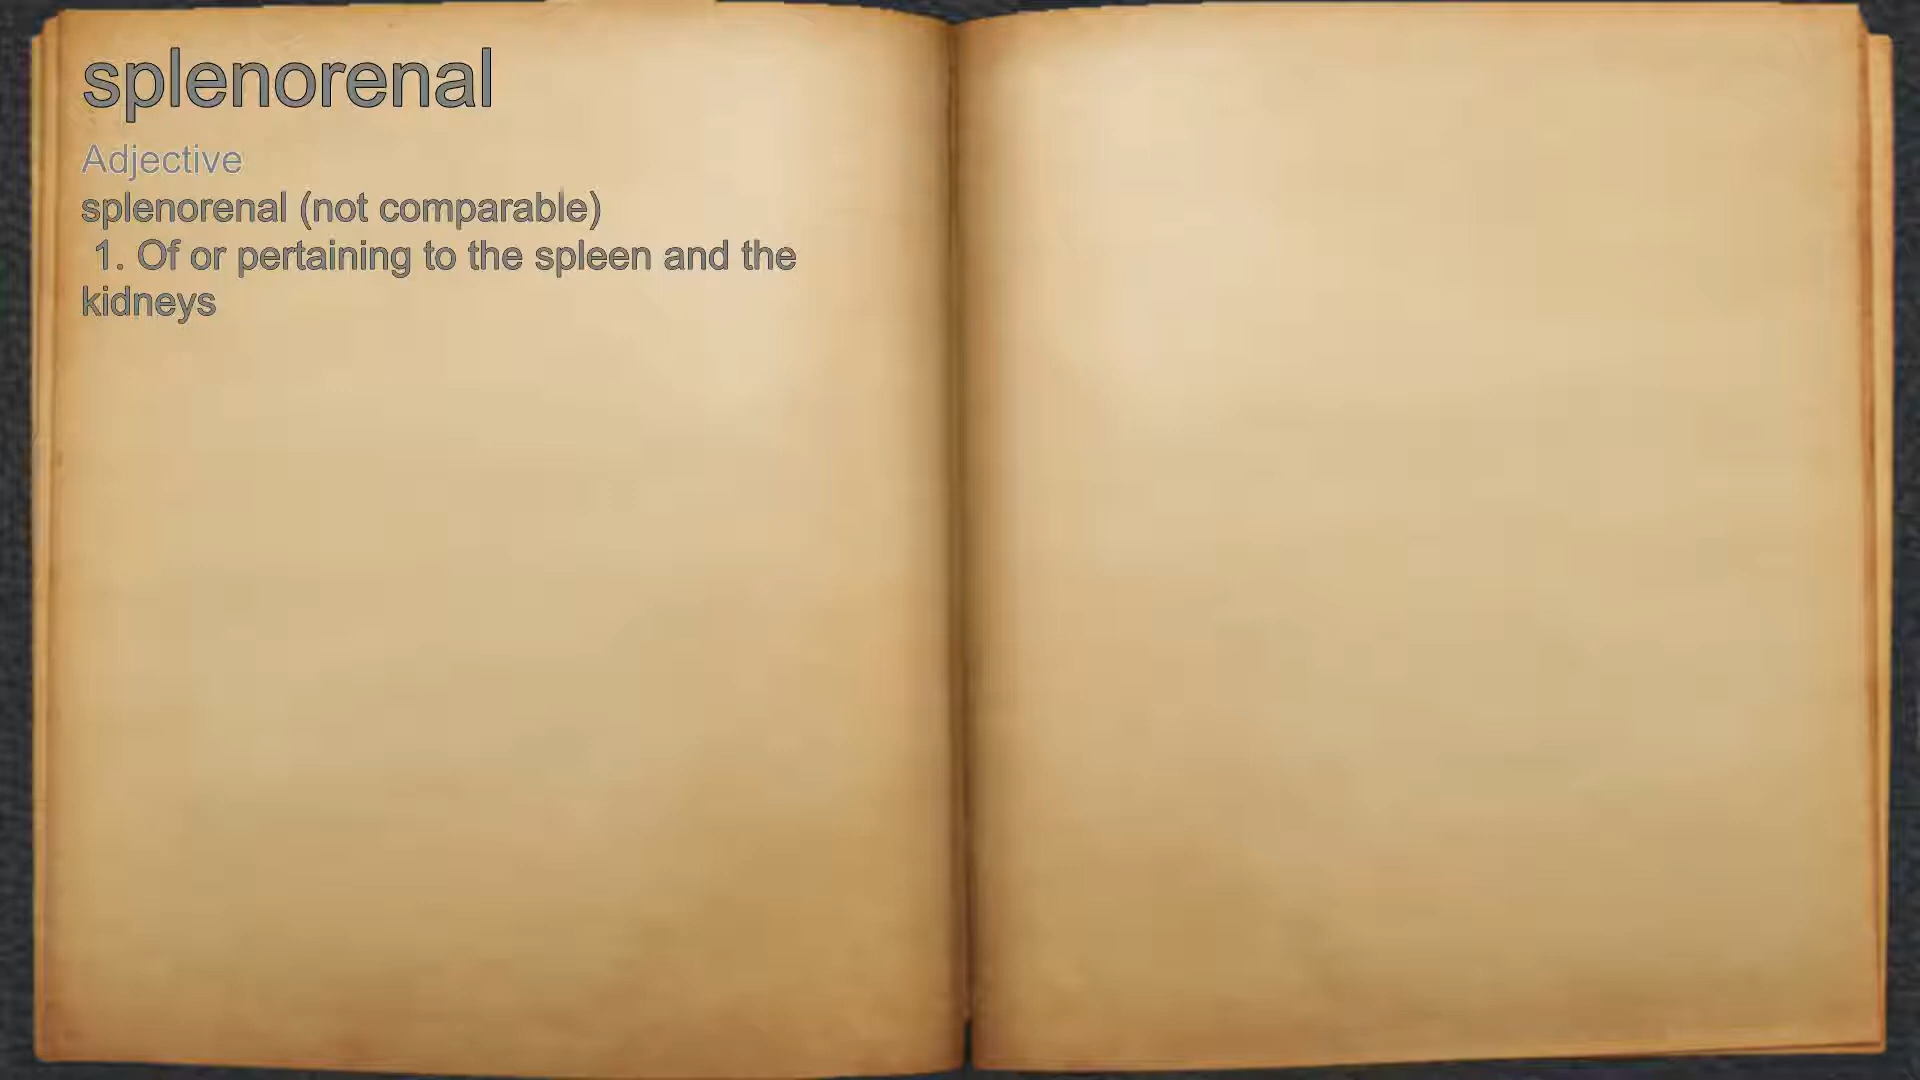 splenorenal
Adjective
splenorenal (not comparable)
1. Of or pertaining to the spleen and the
kidneys